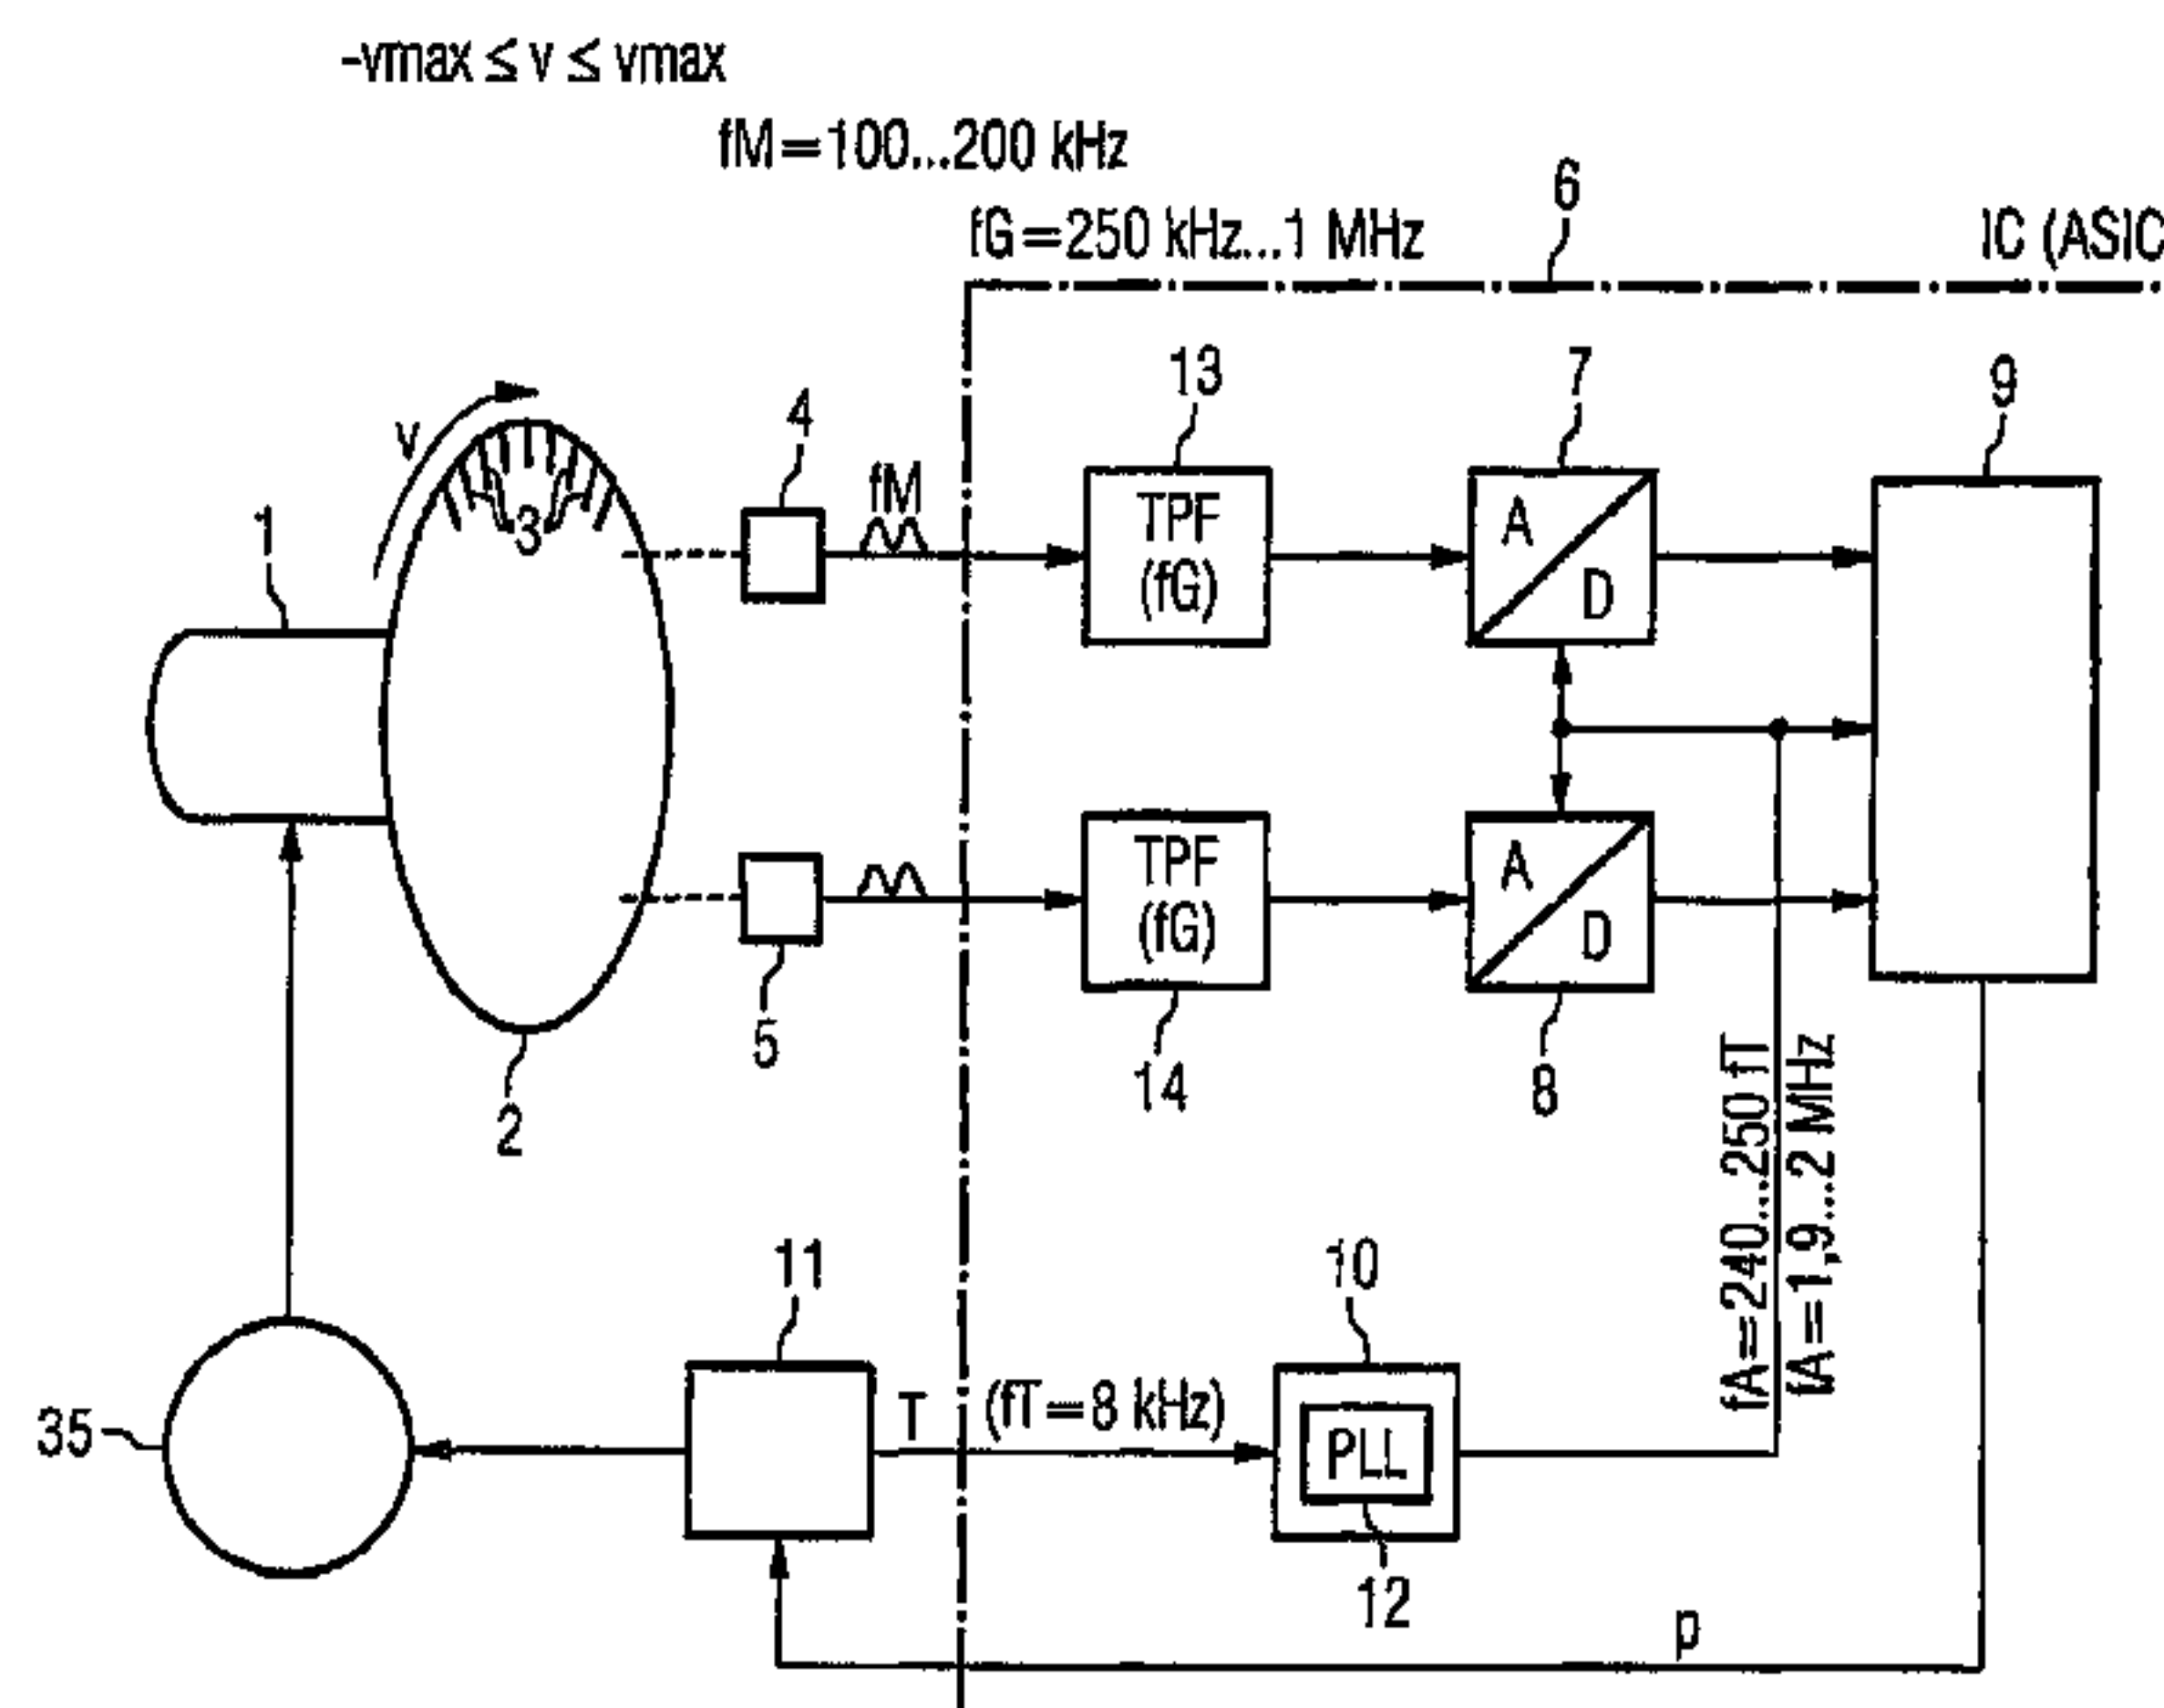 -vmax ≤ v ≤ vmax
fM=100...200 kHz
fG=250 kHz...1 MHz
6
IC (ASIC
13
7
9
4
v
fM
1
3
TPF
(fG)
A
D
TPF
(fG)
A
D
5
14
8
2
fA=240...250 fT
fA=1,9...2 MHz
11
10
35
T
(fT=8 kHz)
PLL
12
p